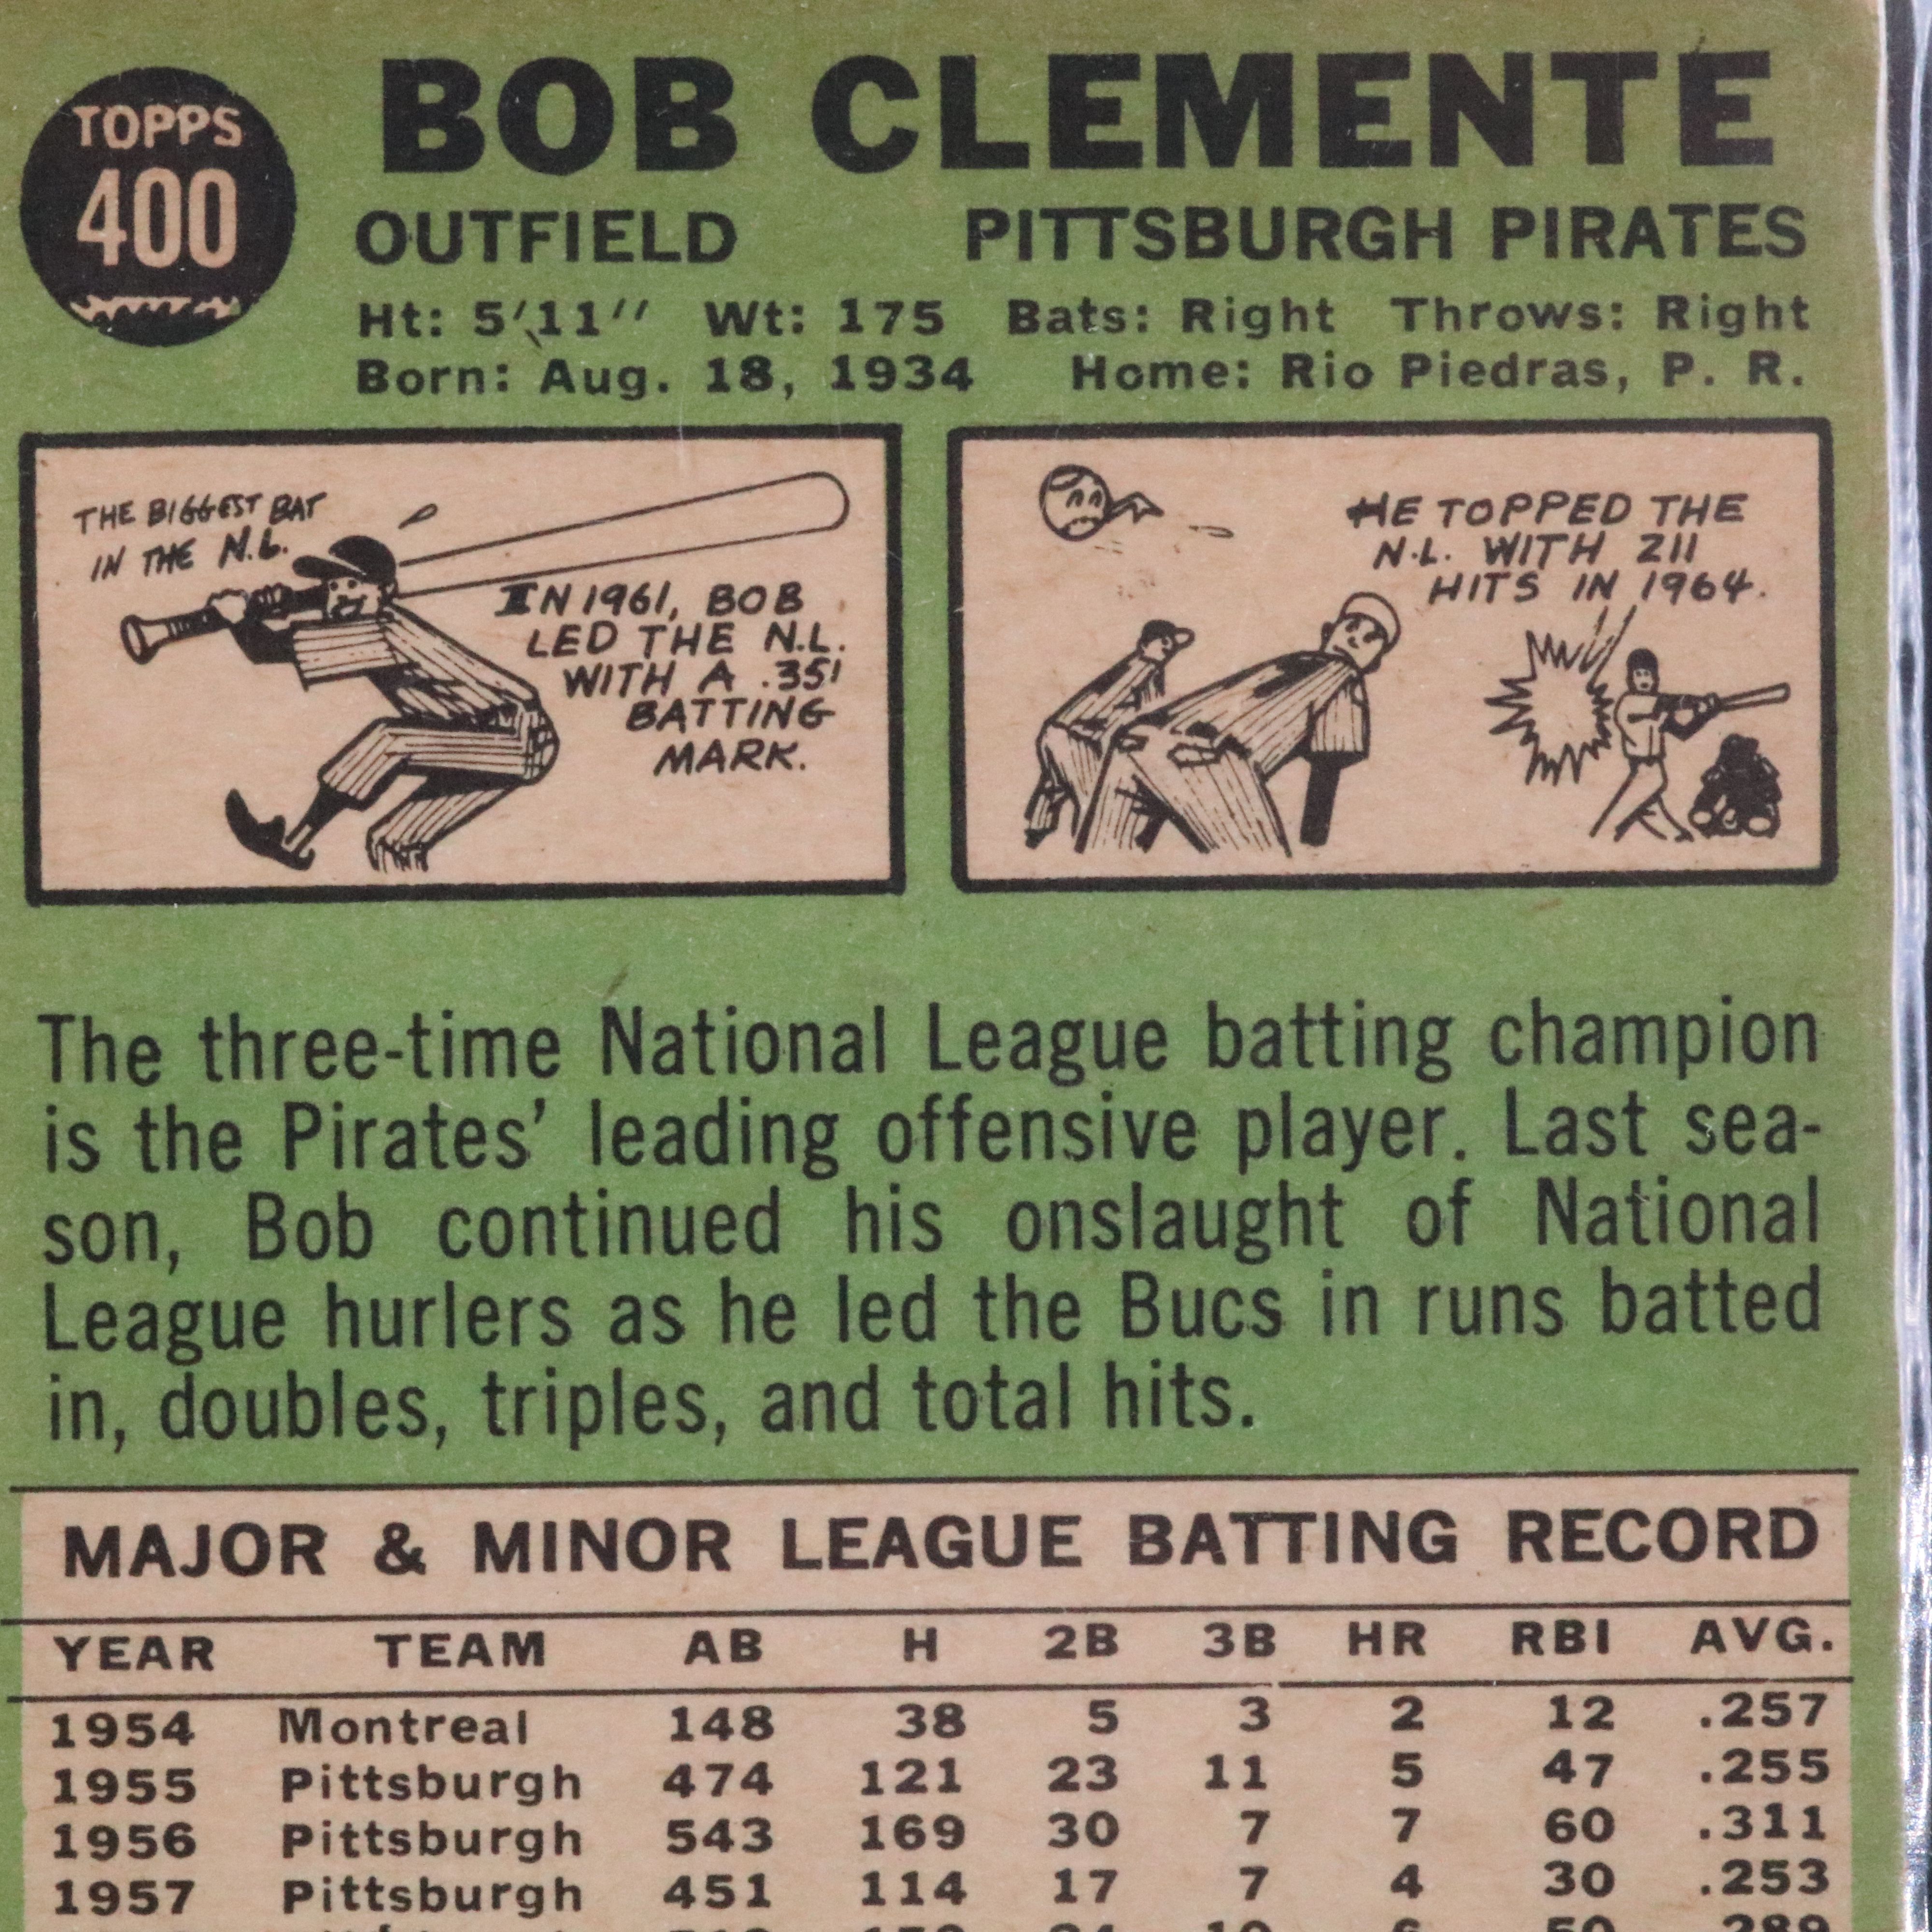 TOPPS
400
BOB CLEMENTE
OUTFIELD PITTSBURGH PIRATES
Ht: 5'11'' Wt: 175 Bats: Right Throws: Right
Born: Aug. 18, 1934 Home: Rio Piedras, P. R.
THE BIGGEST BAT
IN THE N.L.
IN 1961, BOB
LED THE N.L.
WITH A .351
BATTING
MARK.
HE TOPPED THE
N.L. WITH 211
HITS IN 1964.
The three-time National League batting champion
is the Pirates' leading offensive player. Last sea-
son, Bob continued his onslaught of National
League hurlers as he led the Bucs in runs batted
in, doubles, triples, and total hits.
MAJOR & MINOR LEAGUE BATTING RECORD
YEAR TEAM AB H 2B 3B HR RBI AVG.
1954 Montreal 148 38 5 3 2 12 .257
1955 Pittsburgh 474 121 23 11 5 47 .255
1956 Pittsburgh 543 169 30 7 7 60 .311
1957 Pittsburgh 451 114 17 7 4 30 .253